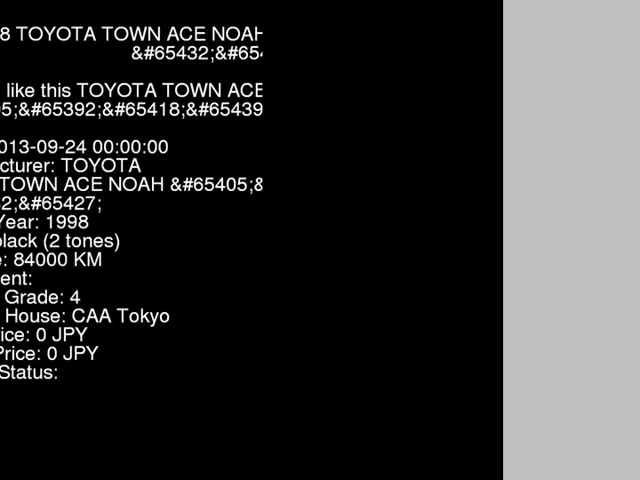 8 TOYOTA TOWN ACE NOAH
&#65432;&#65
like this TOYOTA TOWN ACE
5;&#65392;&#65418;&#65439
013-09-24 00:00:00
cturer: TOYOTA
TOWN ACE NOAH &#65405;&
2;&#65427;
Year: 1998
black (2 tones)
e: 84000 KM
ent:
Grade: 4
House: CAA Tokyo
ice: 0 JPY
Price: 0 JPY
Status: